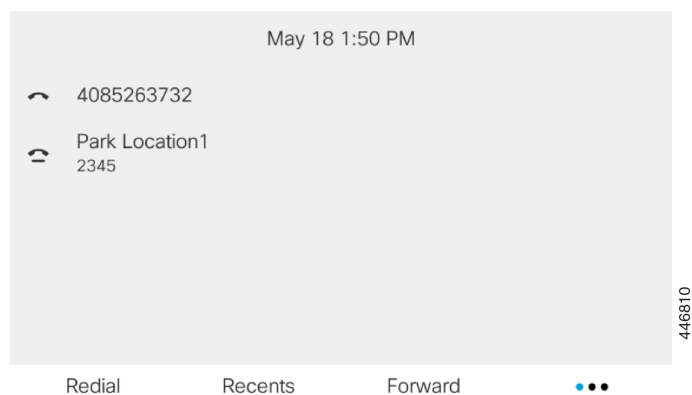 May 18 1:50 PM
4085263732
Park Location1
2345
446810
Redial Recents Forward